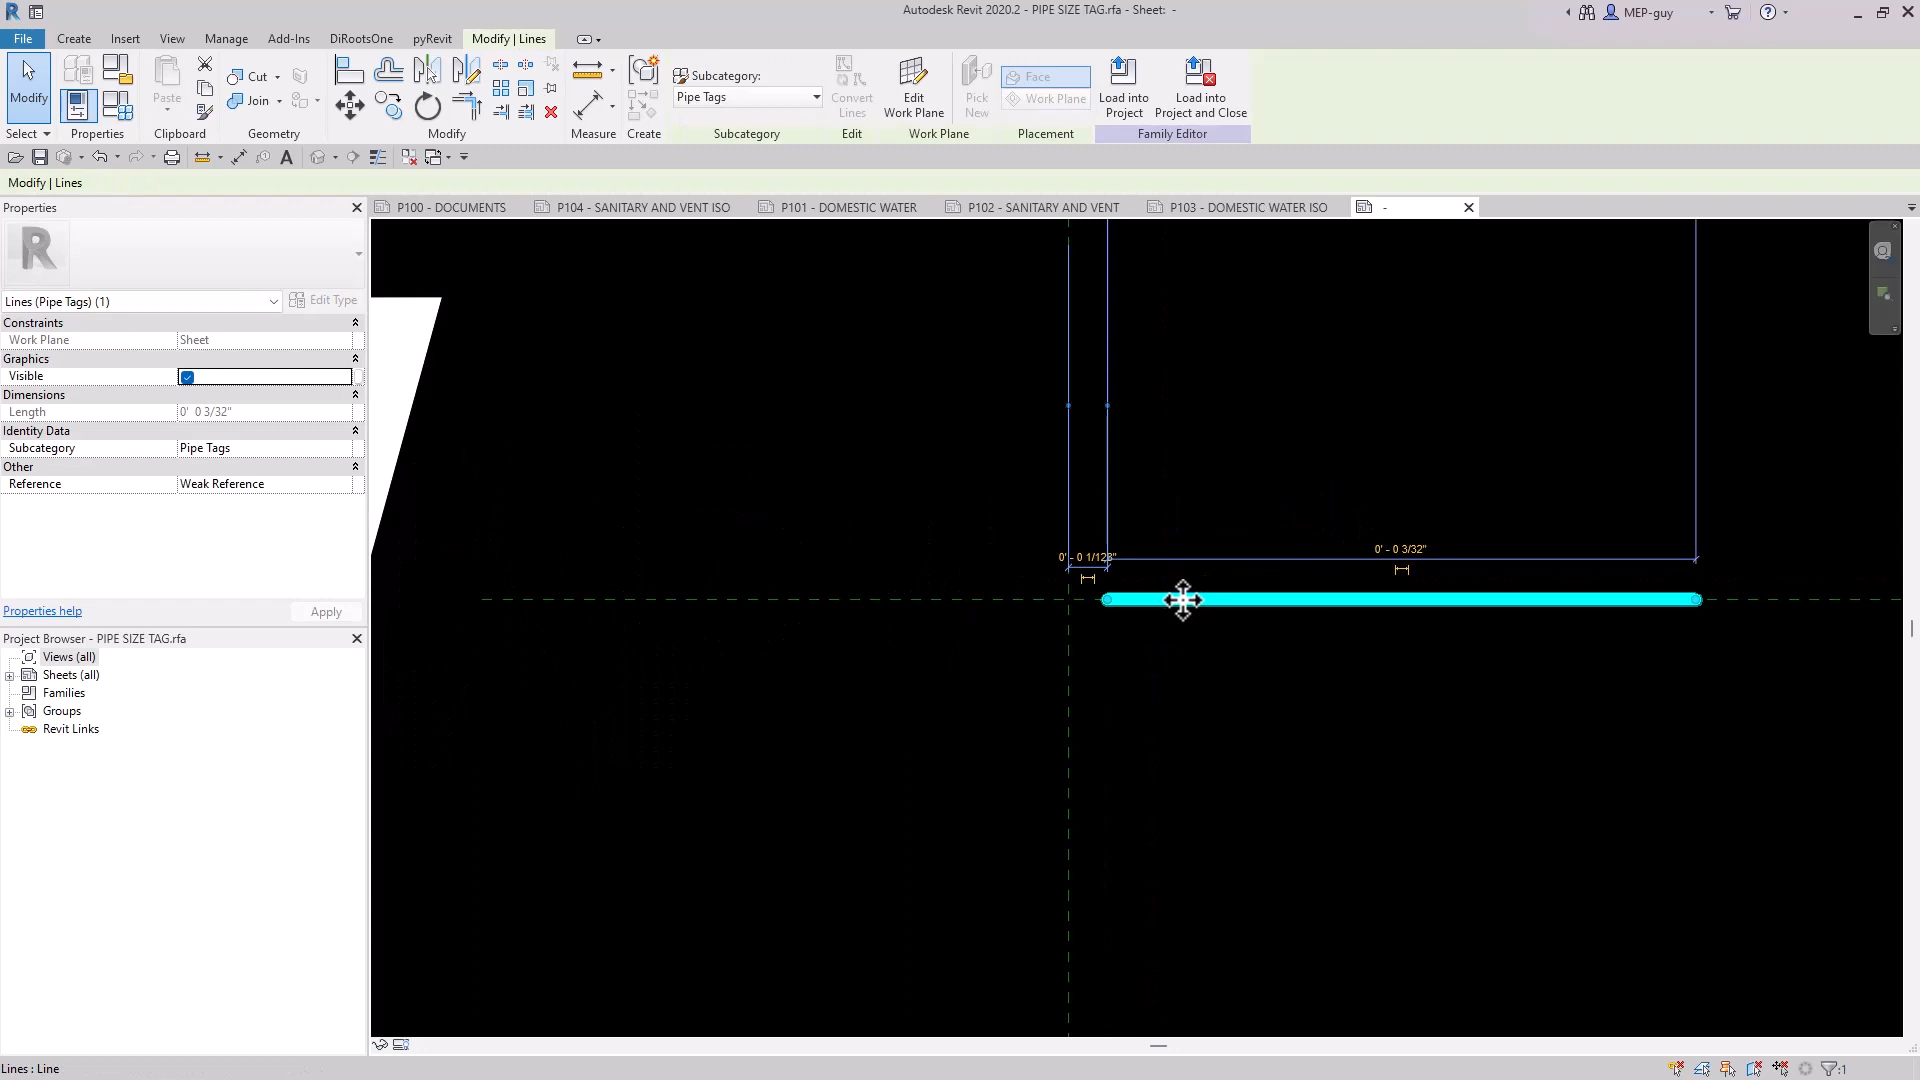 Autodesk Revit 2020.2 - PIPE SIZE TAG.rfa - Sheet: -
MEP-guy
File
Create
Insert
View
Manage
Add-Ins
DiRootsOne
pyRevit
Modify | Lines
Modify
Paste
Cut
Join
Subcategory:
Pipe Tags
Convert
Lines
Edit
Work Plane
Pick
New
Face
Work Plane
Load into
Project
Load into
Project and Close
Select
Properties
Clipboard
Geometry
Modify
Measure
Create
Subcategory
Edit
Work Plane
Placement
Family Editor
Modify | Lines
Properties
P100 - DOCUMENTS
P104 - SANITARY AND VENT ISO
P101 - DOMESTIC WATER
P102 - SANITARY AND VENT
P103 - DOMESTIC WATER ISO
-
Lines (Pipe Tags) (1)
Edit Type
Constraints
Work Plane
Sheet
Graphics
Visible
Dimensions
Length
0'  0 3/32"
Identity Data
Subcategory
Pipe Tags
Other
Reference
Weak Reference
0' - 0 1/128"
0' - 0 3/32"
Properties help
Apply
Project Browser - PIPE SIZE TAG.rfa
Views (all)
Sheets (all)
Families
Groups
Revit Links
Lines : Line
:1